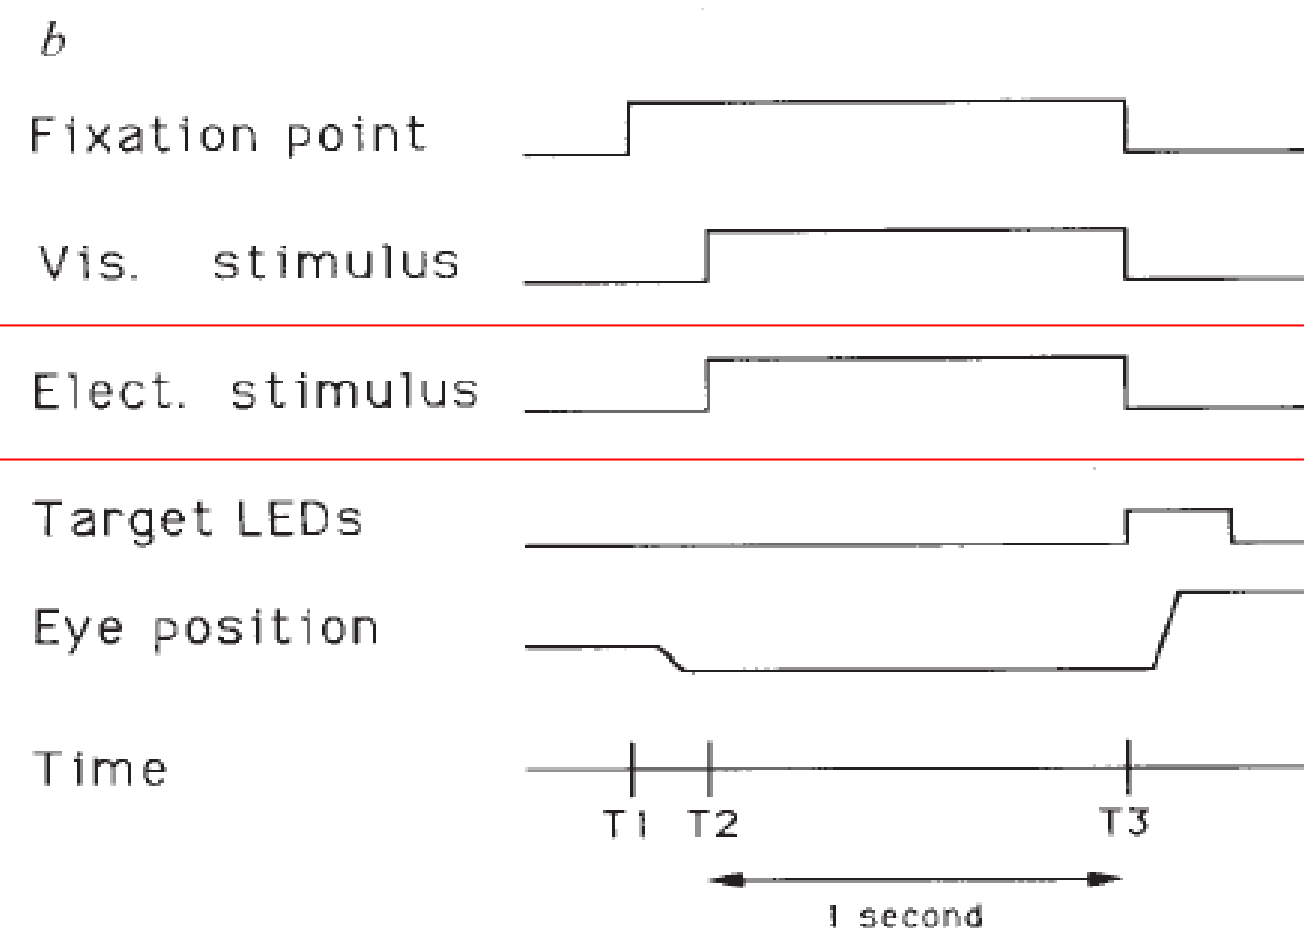 b
Fixation point
Vis. stimulus
Elect. stimulus
Target LEDs
Eye position
Time
T1 T2 T3
1 second